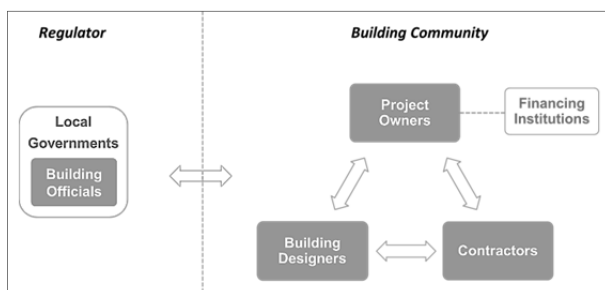 Regulator
Building Community
Local
Governments
Building
Officials
Project
Owners
Financing
Institutions
Building
Designers
Contractors